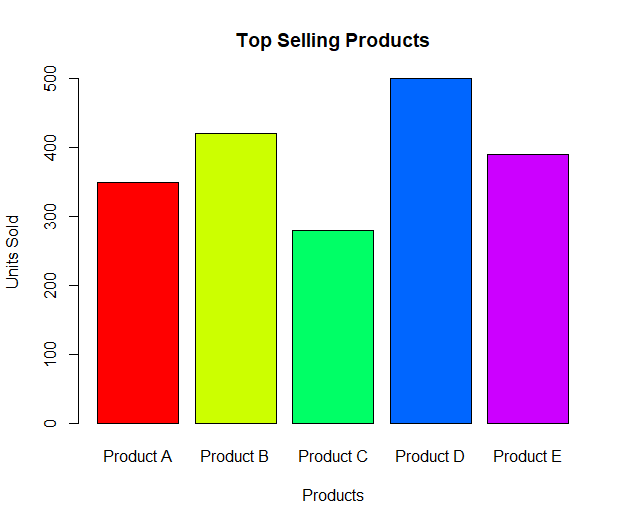 Top Selling Products
Units Sold
500
400
300
200
100
0
Product A Product B Product C Product D Product E
Products